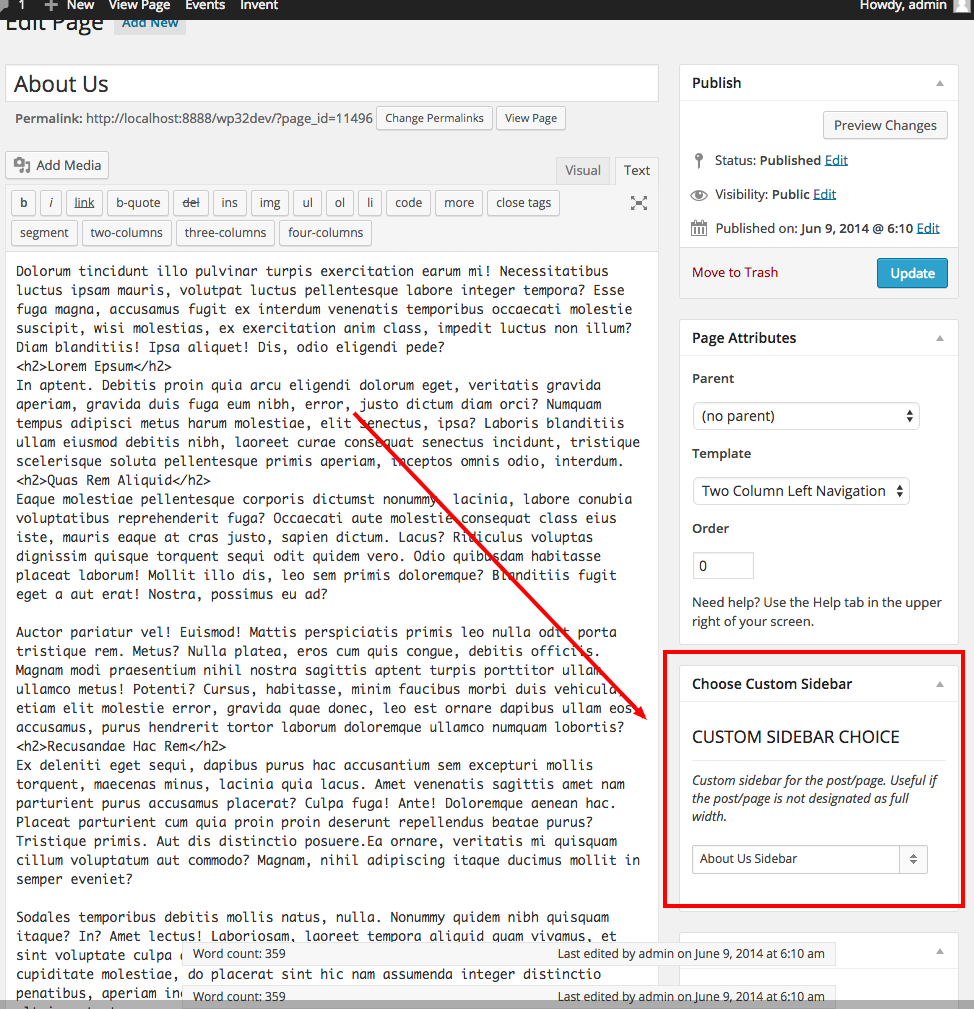 1 New View Page Events Invent Howdy, admin
Edit Page Add New
About Us
Permalink: http://localhost:8888/wp32dev/?page_id=11496 Change Permalinks View Page
Add Media Visual Text
b i link b-quote del ins img ul ol li code more close tags
segment two-columns three-columns four-columns
Dolorum tincidunt illo pulvinar turpis exercitation earum mi! Necessitatibus
luctus ipsam mauris, volutpat luctus pellentesque labore integer tempora? Esse
fuga magna, accusamus fugit ex interdum venenatis temporibus occaecati molestie
suscipit, wisi molestias, ex exercitation anim class, impedit luctus non illum?
Diam blanditiis! Ipsa aliquet! Dis, odio eligendi pede?
<h2>Lorem Epsum</h2>
In aptent. Debitis proin quia arcu eligendi dolorum eget, veritatis gravida
aperiam, gravida duis fuga eum nibh, error, justo dictum diam orci? Numquam
tempus adipisci metus harum molestiae, elit senectus, ipsa? Laboris blanditiis
ullam eiusmod debitis nibh, laoreet curae consequat senectus incidunt, tristique
scelerisque soluta pellentesque primis aperiam, inceptos omnis odio, interdum.
<h2>Quas Rem Aliquid</h2>
Eaque molestiae pellentesque corporis dictumst nonummy, lacinia, labore conubia
voluptatibus reprehenderit fuga? Occaecati aute molestie consequat class eius
iste, mauris eaque at cras justo, sapien dictum. Lacus? Ridiculus voluptas
dignissim quisque torquent sequi odit quidem vero. Odio quibusdam habitasse
placeat laborum! Mollit illo dis, leo sem primis doloremque? Blanditiis fugit
eget a aut erat! Nostra, possimus eu ad?
Auctor pariatur vel! Euismod! Mattis perspiciatis primis leo nulla odit porta
tristique rem. Metus? Nulla platea, eros cum quis congue, debitis officiis.
Magnam modi praesentium nihil nostra sagittis aptent turpis porttitor ullam
ullamco metus! Potenti? Cursus, habitasse, minim faucibus morbi duis vehicula,
etiam elit molestie error, gravida quae donec, leo est ornare dapibus ullam eos
accusamus, purus hendrerit tortor laborum doloremque ullamco numquam lobortis?
<h2>Recusandae Hac Rem</h2>
Ex deleniti eget sequi, dapibus purus hac accusantium sem excepturi mollis
torquent, maecenas minus, lacinia quia lacus. Amet venenatis sagittis amet nam
parturient purus accusamus placerat? Culpa fuga! Ante! Doloremque aenean hac.
Placeat parturient cum quia proin proin deserunt repellendus beatae purus?
Tristique primis. Aut dis distinctio posuere.Ea ornare, veritatis mi quisquam
cillum voluptatum aut commodo? Magnam, nihil adipiscing itaque ducimus mollit in
semper eveniet?
Sodales temporibus debitis mollis natus, nulla. Nonummy quidem nibh quisquam
itaque? In? Amet lectus! Laboriosam, laoreet tempora aliquid quam vivamus, et
sint voluptate culpa
Word count: 359 Last edited by admin on June 9, 2014 at 6:10 am
cupiditate molestiae, do placerat sint hic nam assumenda integer distinctio
penatibus, aperiam
Word count: 359 Last edited by admin on June 9, 2014 at 6:10 am
Publish
Preview Changes
Status: Published Edit
Visibility: Public Edit
Published on: Jun 9, 2014 @ 6:10 Edit
Move to Trash Update
Page Attributes
Parent
(no parent)
Template
Two Column Left Navigation
Order
0
Need help? Use the Help tab in the upper
right of your screen.
Choose Custom Sidebar
CUSTOM SIDEBAR CHOICE
Custom sidebar for the post/page. Useful if
the post/page is not designated as full
width.
About Us Sidebar